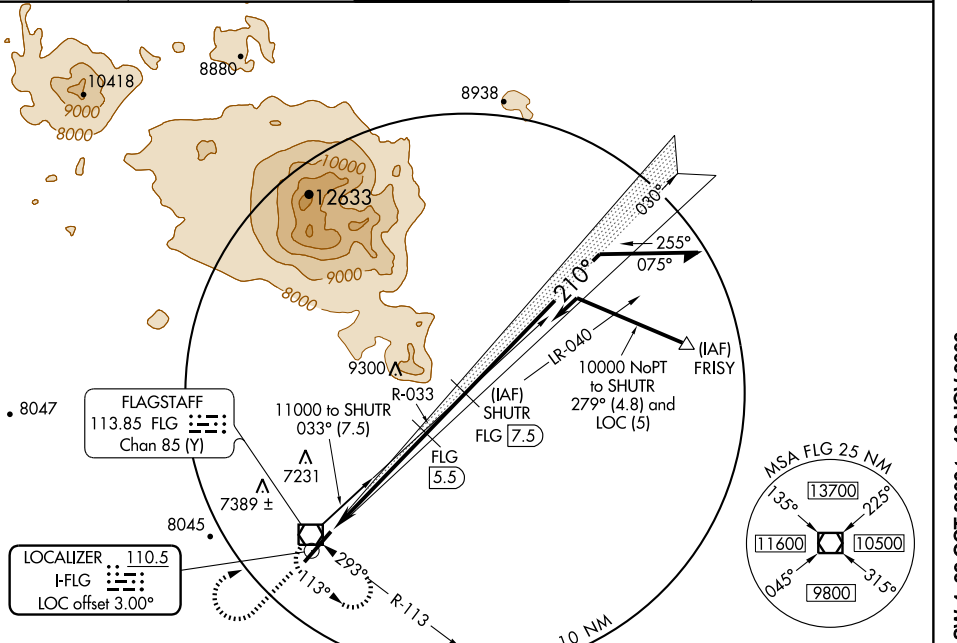 10418
9000
8000
8880
8938
10000
12633
9000
8000
030°
255°
075°
210°
LR-040
(IAF)
FRISY
10000 NoPT
to SHUTR
279° (4.8) and
LOC (5)
9300
R-033
(IAF)
SHUTR
FLG 7.5
11000 to SHUTR
033° (7.5)
FLG
5.5
8047
FLAGSTAFF
113.85 FLG
Chan 85 (Y)
7231
7389 ±
8045
LOCALIZER 110.5
I-FLG
LOC offset 3.00°
293°
113°
R-113
10 NM
MSA FLG 25 NM
135°
13700
225°
11600
10500
045°
9800
315°